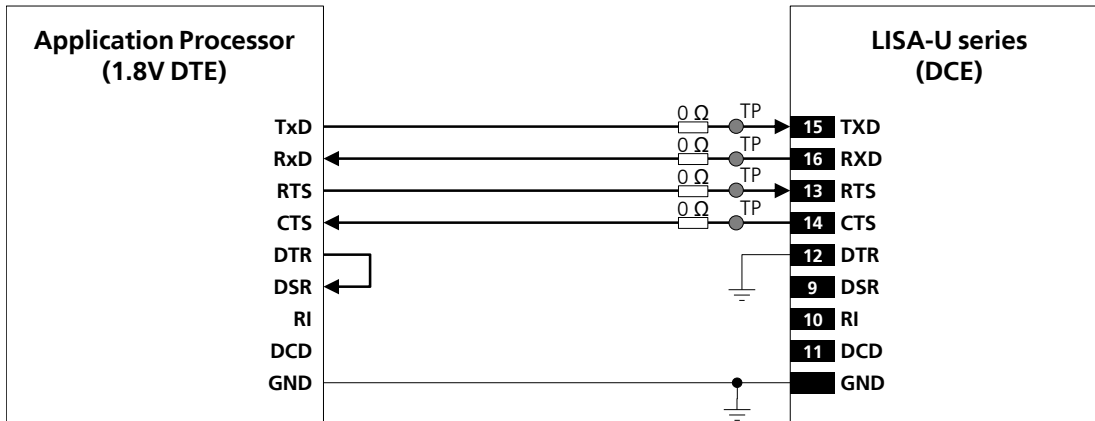 Application Processor
(1.8V DTE)
LISA-U series
(DCE)
TxD 0 Ω TP 15 TXD
RxD 0 Ω TP 16 RXD
RTS 0 Ω TP 13 RTS
CTS 0 Ω TP 14 CTS
DTR 12 DTR
DSR 9 DSR
RI 10 RI
DCD 11 DCD
GND GND